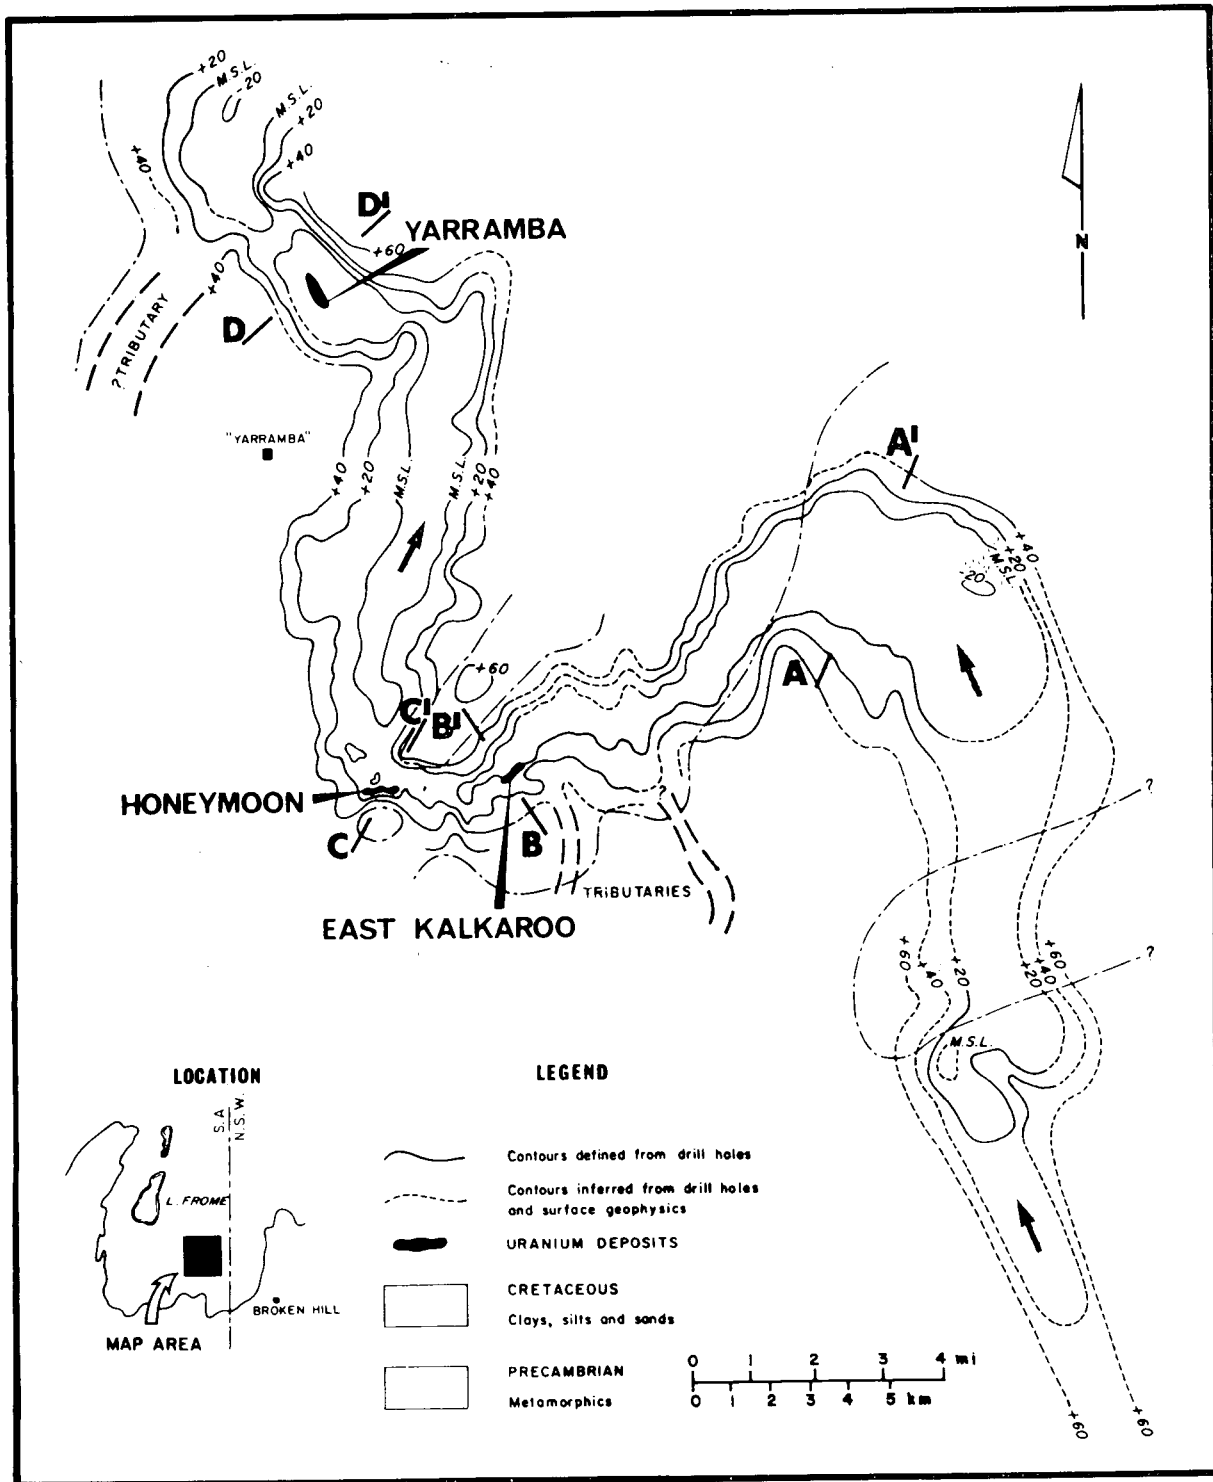 +20
M.S.L.
-20
M.S.L.
+20
+40
+40
D'
YARRAMBA
+60
+40
D
? TRIBUTARY
N
"YARRAMBA"
A'
+40
+20
M.S.L.
M.S.L.
+20
+40
+40
+20
M.S.L.
-20
+60
A
C'
B'
HONEYMOON
?
C
B
TRIBUTARIES
EAST KALKAROO
+60
+40
+20
+60
+40
+20
?
M.S.L.
LOCATION
LEGEND
S.A
N.S.W.
Contours defined from drill holes
L. FROME
Contours inferred from drill holes
and surface geophysics
URANIUM DEPOSITS
CRETACEOUS
Clays, silts and sands
BROKEN HILL
MAP AREA
PRECAMBRIAN
Metamorphics
0 1 2 3 4 mi
0 1 2 3 4 5 km
+60
+60